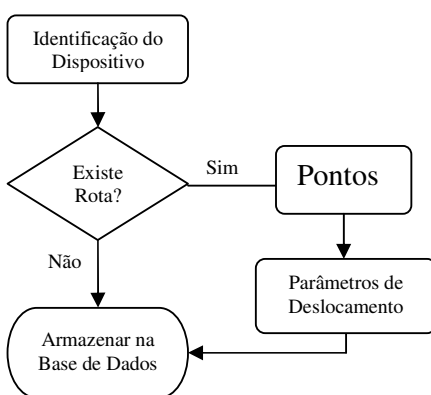 Identificação do
Dispositivo
Existe
Rota?
Sim
Pontos
Não
Parâmetros de
Deslocamento
Armazenar na
Base de Dados